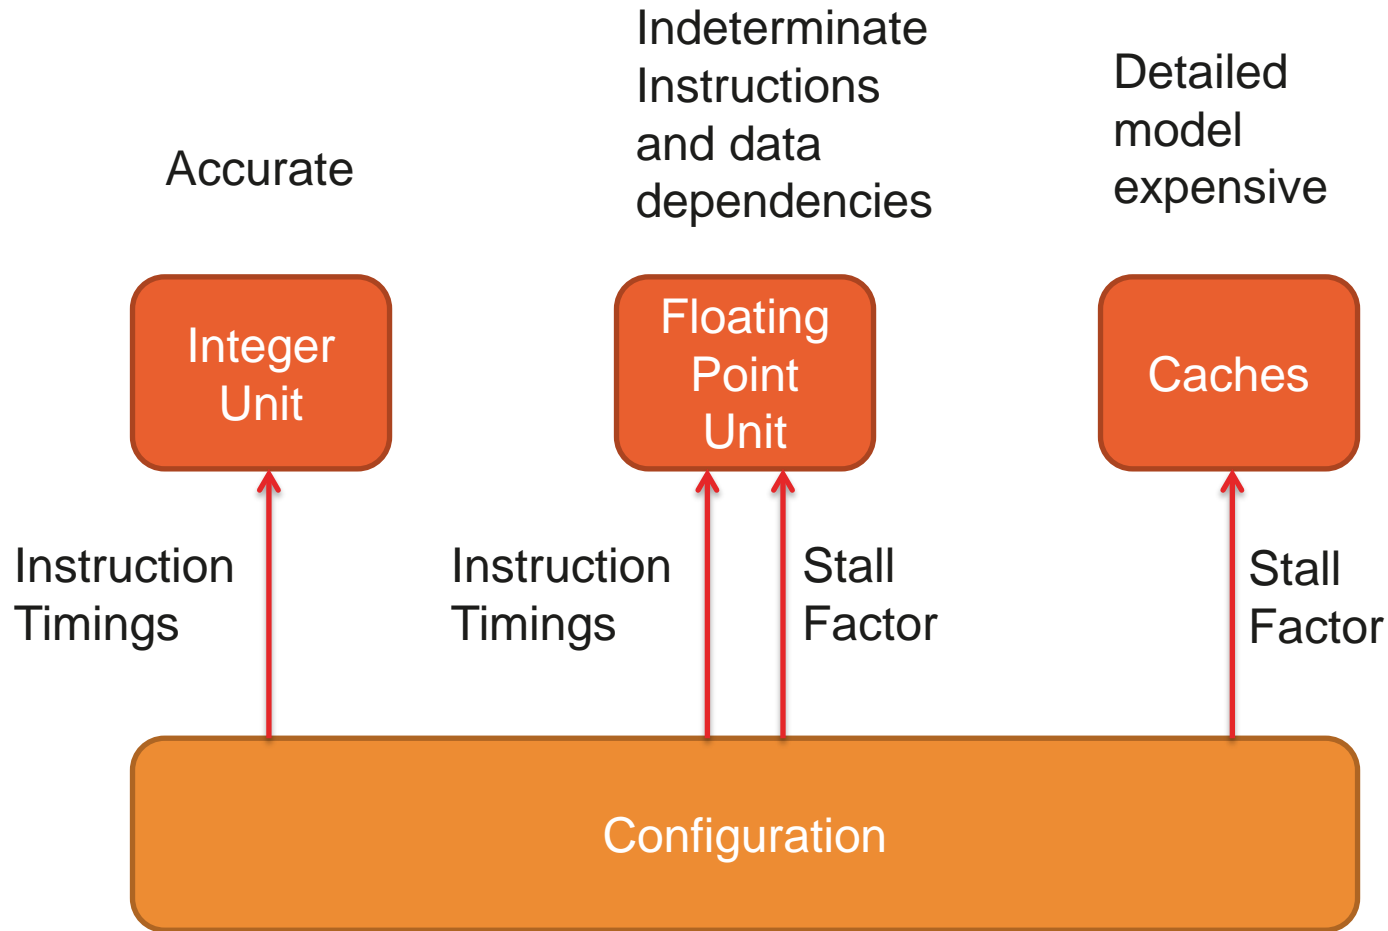 Accurate
Indeterminate
Instructions
and data
dependencies
Detailed
model
expensive
Integer
Unit
Floating
Point
Unit
Caches
Instruction
Timings
Instruction
Timings
Stall
Factor
Stall
Factor
Configuration